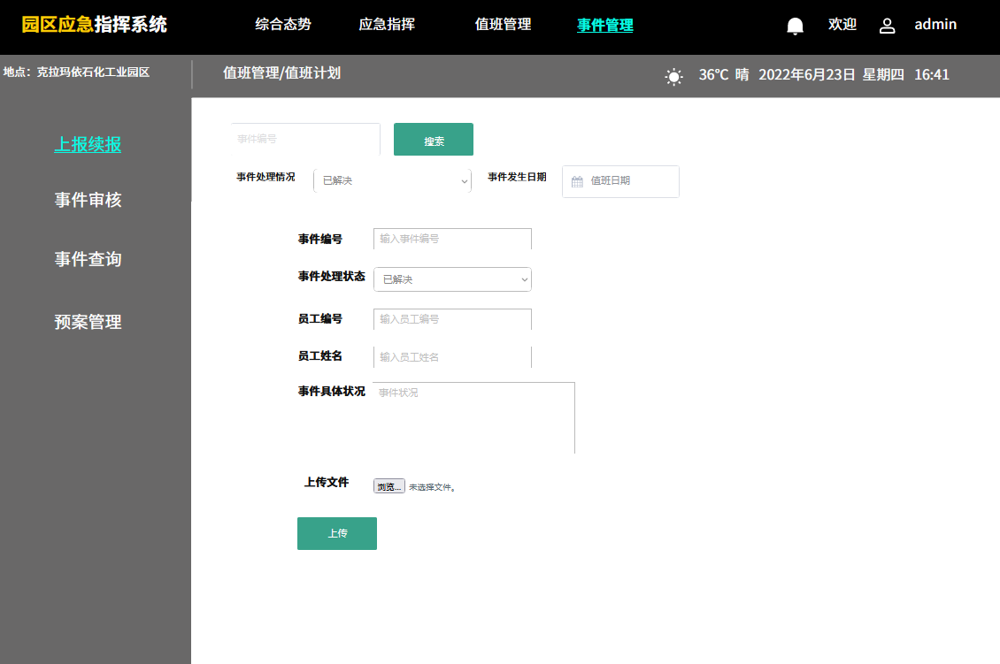 园区应急指挥系统 综合态势 应急指挥 值班管理 事件管理 欢迎 admin
地点：克拉玛依石化工业园区 值班管理/值班计划 36℃ 晴 2022年6月23日 星期四 16:41
上报续报
事件审核
事件查询
预案管理
事件编号 搜索
事件处理情况 已解决 事件发生日期 值班日期
事件编号 输入事件编号
事件处理状态 已解决
员工编号 输入员工编号
员工姓名 输入员工姓名
事件具体状况 事件状况
上传文件 浏览... 未选择文件。
上传